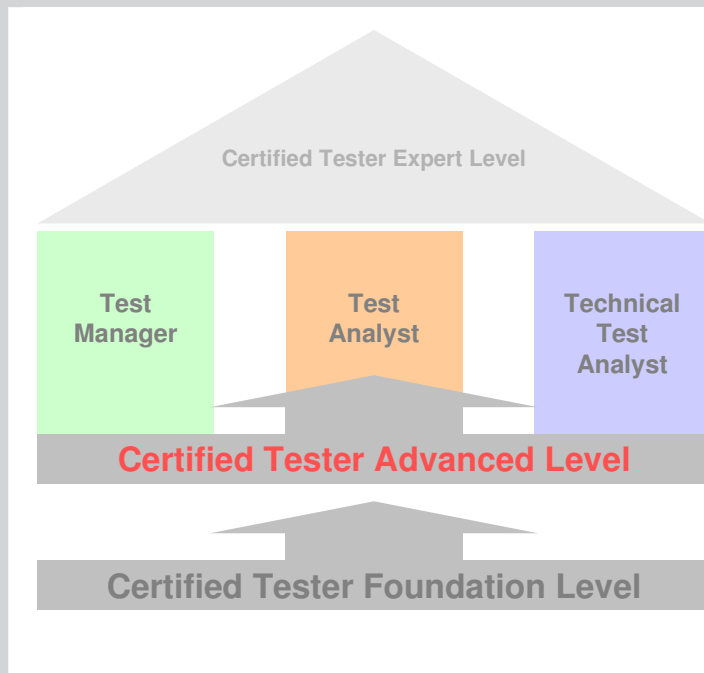 Certified Tester Expert Level
Test
Manager
Test
Analyst
Technical
Test
Analyst
Certified Tester Advanced Level
Certified Tester Foundation Level